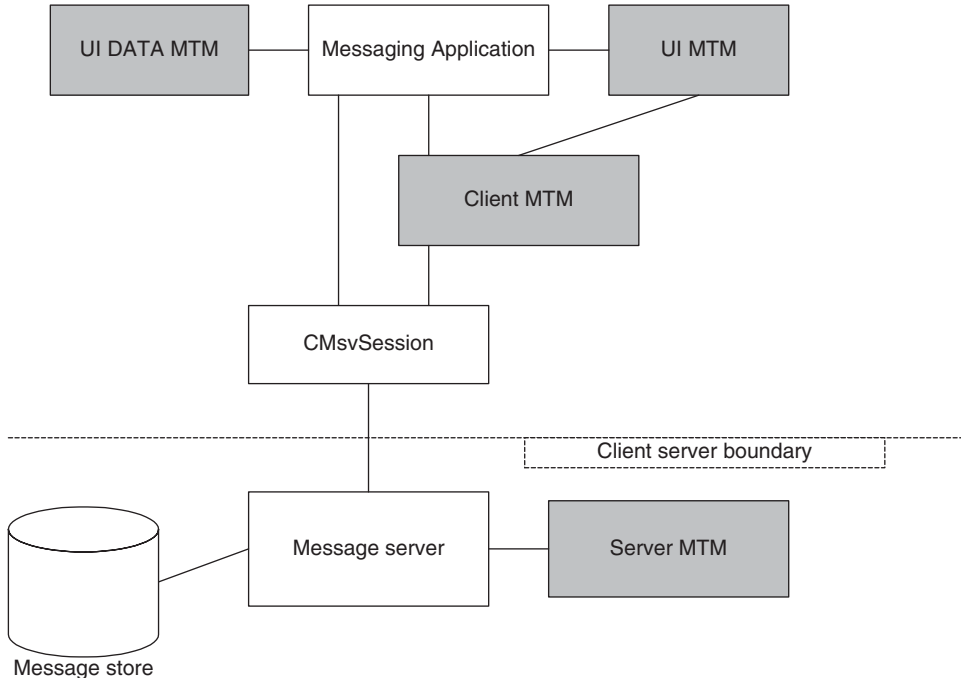 UI DATA MTM
Messaging Application
UI MTM
Client MTM
CMsvSession
Client server boundary
Message server
Server MTM
Message store